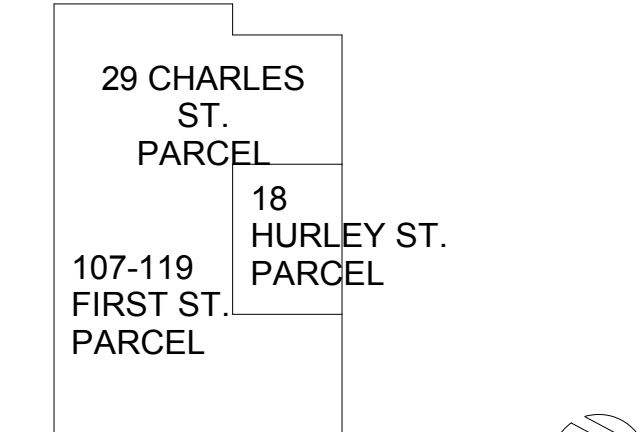 29 CHARLES
ST.
PARCEL
18
HURLEY ST.
PARCEL
107-119
FIRST ST.
PARCEL